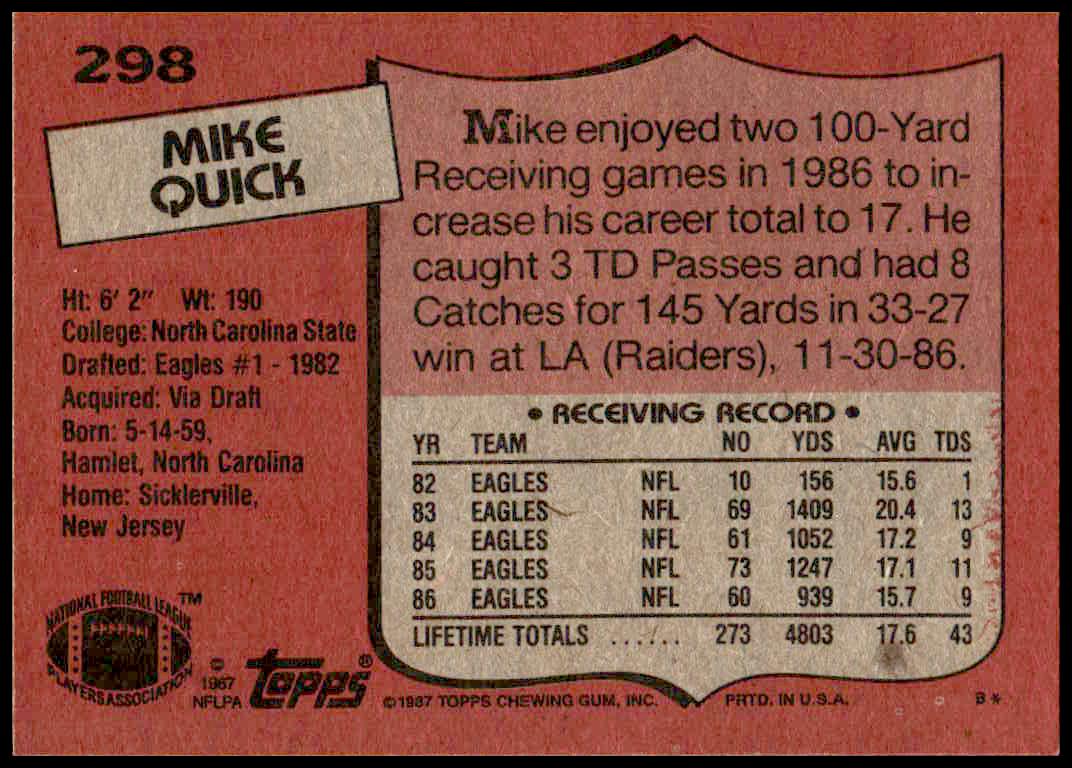 298
MIKE
QUICK
Ht: 6' 2" Wt: 190
College: North Carolina State
Drafted: Eagles #1 - 1982
Acquired: Via Draft
Born: 5-14-59,
Hamlet, North Carolina
Home: Sicklerville,
New Jersey
Mike enjoyed two 100-Yard
Receiving games in 1986 to in-
crease his career total to 17. He
caught 3 TD Passes and had 8
Catches for 145 Yards in 33-27
win at LA (Raiders), 11-30-86.
• RECEIVING RECORD •
YR TEAM NO YDS AVG TDS
82 EAGLES NFL 10 156 15.6 1
83 EAGLES NFL 69 1409 20.4 13
84 EAGLES NFL 61 1052 17.2 9
85 EAGLES NFL 73 1247 17.1 11
86 EAGLES NFL 60 939 15.7 9
LIFETIME TOTALS ...... 273 4803 17.6 43
NATIONAL FOOTBALL LEAGUE ™
PLAYERS ASSOCIATION
©
1967
NFLPA
topps ®
©1987 TOPPS CHEWING GUM, INC. PRTD. IN U.S.A. B*